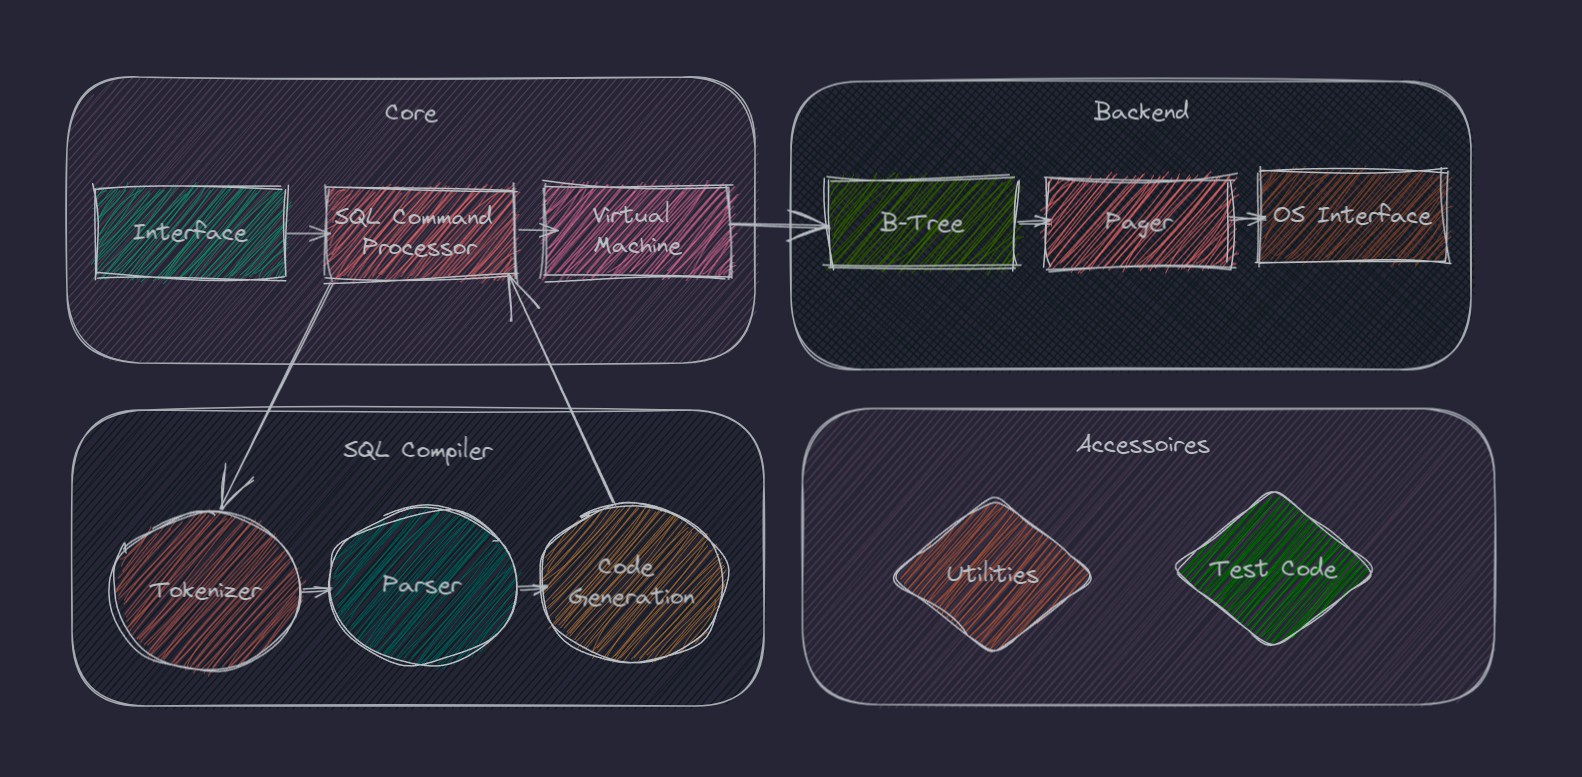 Core
Interface
SQL Command
Processor
Virtual
Machine
Backend
B-Tree
Pager
OS Interface
SQL Compiler
Tokenizer
Parser
Code
Generation
Accessoires
Utilities
Test Code